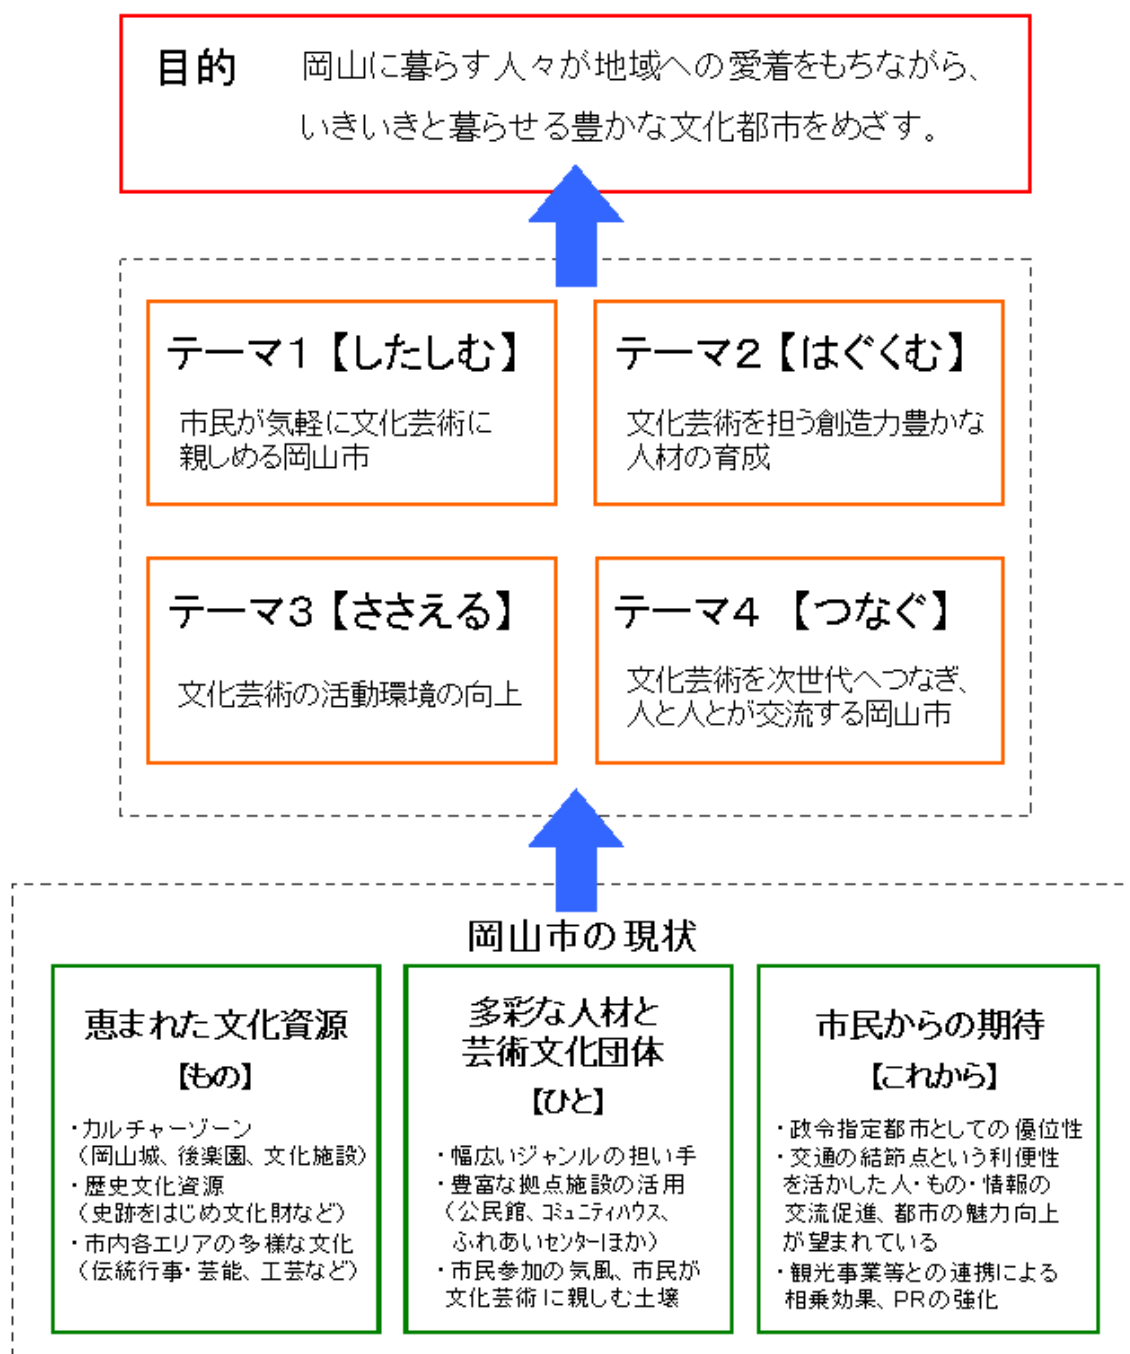 目的 岡山に暮らす人々が地域への愛着をもちながら、
いきいきと暮らせる豊かな文化都市をめざす。
テーマ１【したしむ】
市民が気軽に文化芸術に
親しめる岡山市
テーマ２【はぐくむ】
文化芸術を担う創造力豊かな
人材の育成
テーマ３【ささえる】
文化芸術の活動環境の向上
テーマ４【つなぐ】
文化芸術を次世代へつなぎ、
人と人とが交流する岡山市
岡山市の現状
恵まれた文化資源
【もの】
・カルチャーゾーン
（岡山城、後楽園、文化施設）
・歴史文化資源
（史跡をはじめ文化財など）
・市内各エリアの多様な文化
（伝統行事・芸能、工芸など）
多彩な人材と
芸術文化団体
【ひと】
・幅広いジャンルの担い手
・豊富な拠点施設の活用
（公民館、ｺﾐｭﾆﾃｨﾊｳｽ、
ふれあいｾﾝﾀｰほか）
・市民参加の気風、市民が
文化芸術に親しむ土壌
市民からの期待
【これから】
・政令指定都市としての優位性
・交通の結節点という利便性
を活かした人・もの・情報の
交流促進、都市の魅力向上
が望まれている
・観光事業等との連携による
相乗効果、PRの強化